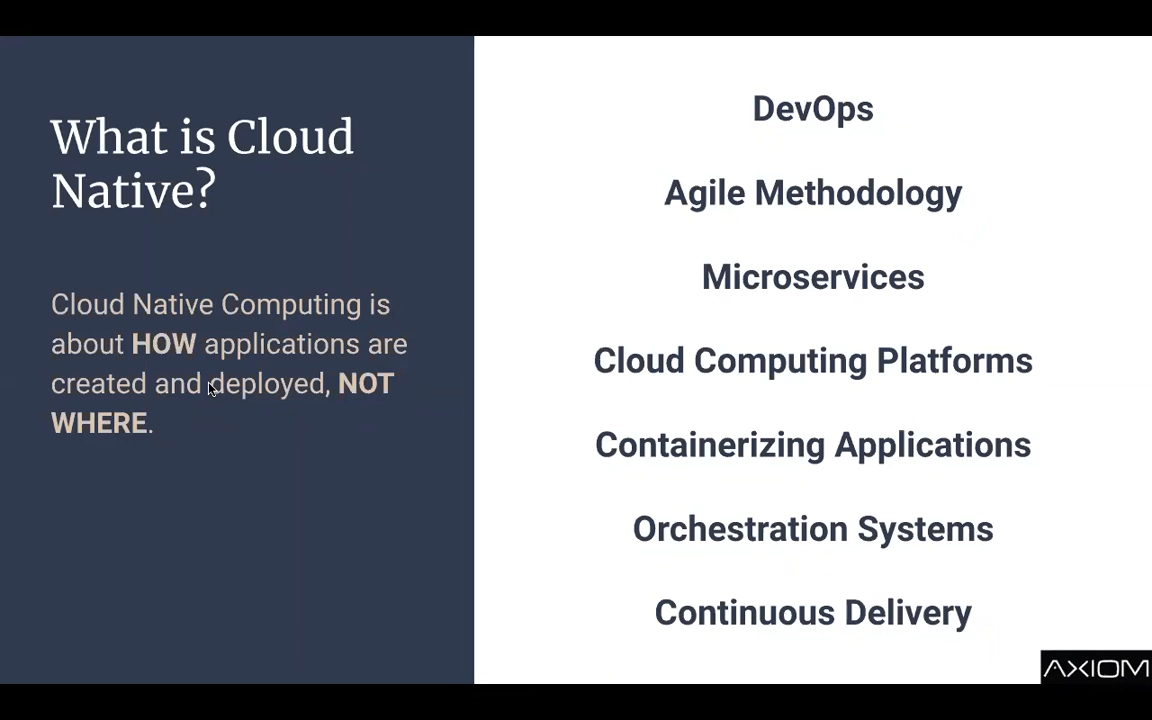 What is Cloud
Native?
Cloud Native Computing is
about HOW applications are
created and deployed, NOT
WHERE.
DevOps
Agile Methodology
Microservices
Cloud Computing Platforms
Containerizing Applications
Orchestration Systems
Continuous Delivery
AXIOM